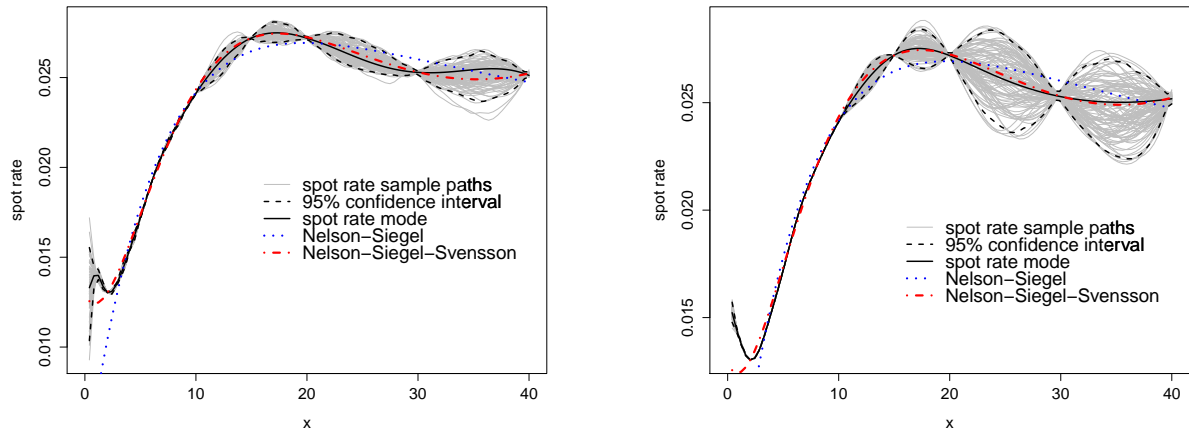 spot rate
0.010
0.015
0.020
0.025
spot rate sample paths
95% confidence interval
spot rate mode
Nelson−Siegel
Nelson−Siegel−Svensson
0
10
20
30
40
x
spot rate
0.015
0.020
0.025
spot rate sample paths
95% confidence interval
spot rate mode
Nelson−Siegel
Nelson−Siegel−Svensson
0
10
20
30
40
x